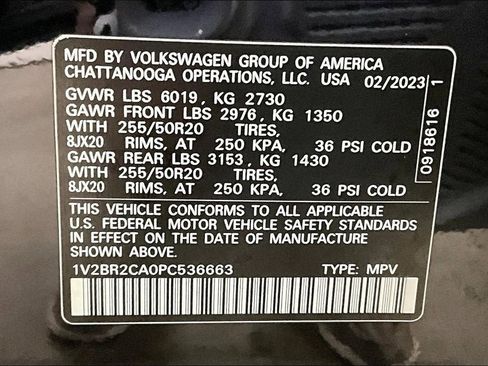 MFD BY VOLKSWAGEN GROUP OF AMERICA
CHATTANOOGA OPERATIONS, LLC. USA 02/2023
GVWR LBS 6019, KG 2730
GAWR FRONT LBS 2976, KG 1350
WITH 255/50R20 TIRES,
8JX20 RIMS, AT 250 KPA, 36 PSI COLD
GAWR REAR LBS 3153, KG 1430
WITH 255/50R20 TIRES,
8JX20 RIMS, AT 250 KPA, 36 PSI COLD
THIS VEHICLE CONFORMS TO ALL APPLICABLE
U.S. FEDERAL MOTOR VEHICLE SAFETY STANDARDS
IN EFFECT ON THE DATE OF MANUFACTURE
SHOWN ABOVE.
1V2BR2CA0PC536663 TYPE: MPV
0918616 1